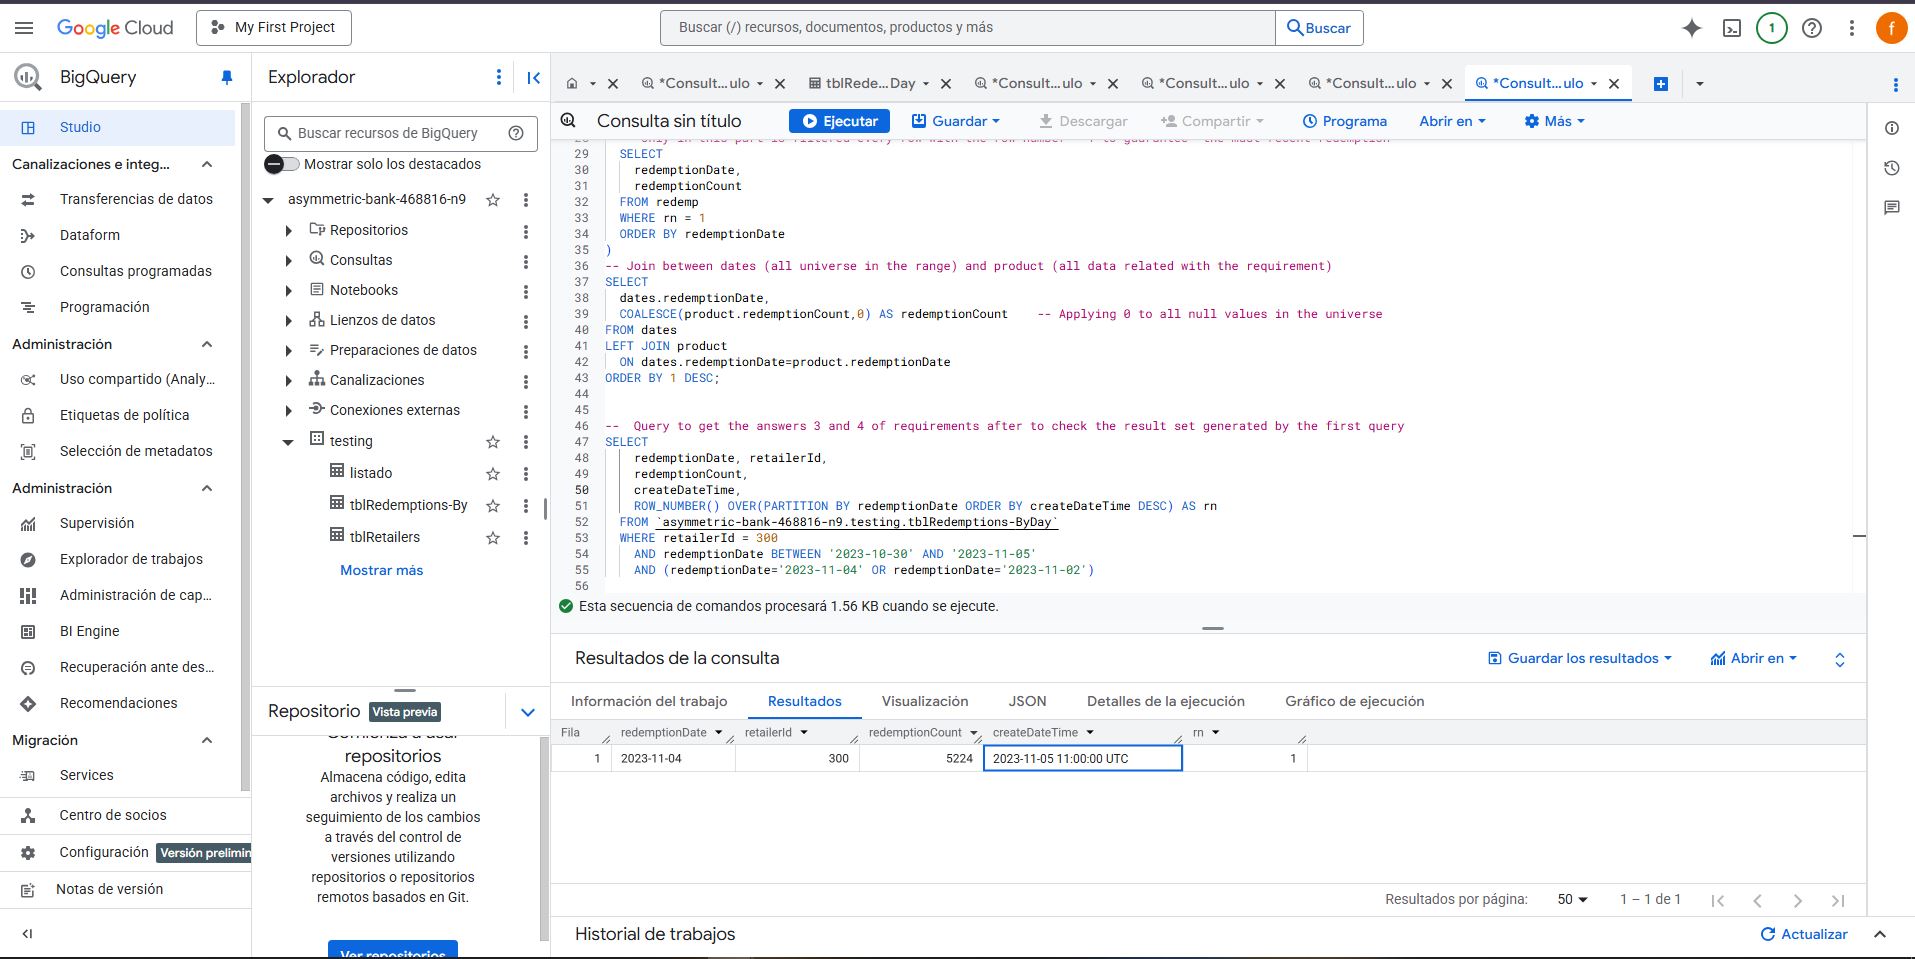 Google Cloud
My First Project
Buscar (/) recursos, documentos, productos y más
Buscar
1
f
BigQuery
Studio
Canalizaciones e integ...
Transferencias de datos
Dataform
Consultas programadas
Programación
Administración
Uso compartido (Analy...
Etiquetas de política
Selección de metadatos
Administración
Supervisión
Explorador de trabajos
Administración de cap...
BI Engine
Recuperación ante des...
Recomendaciones
Migración
Services
Centro de socios
Configuración Versión prelimin
Notas de versión
Explorador
Buscar recursos de BigQuery
Mostrar solo los destacados
asymmetric-bank-468816-n9
Repositorios
Consultas
Notebooks
Lienzos de datos
Preparaciones de datos
Canalizaciones
Conexiones externas
testing
listado
tblRedemptions-By
tblRetailers
Mostrar más
Repositorio Vista previa
Comienza a usar
repositorios
Almacena código, edita
archivos y realiza un
seguimiento de los cambios
a través del control de
versiones utilizando
repositorios o repositorios
remotos basados en Git.
Ver repositorios
*Consult...ulo
tblRede...Day
*Consult...ulo
*Consult...ulo
*Consult...ulo
*Consult...ulo
Consulta sin título
Ejecutar
Guardar
Descargar
Compartir
Programa
Abrir en
Más
29 SELECT
30 redemptionDate,
31 redemptionCount
32 FROM redemp
33 WHERE rn = 1
34 ORDER BY redemptionDate
35 )
36 -- Join between dates (all universe in the range) and product (all data related with the requirement)
37 SELECT
38 dates.redemptionDate,
39 COALESCE(product.redemptionCount,0) AS redemptionCount -- Applying 0 to all null values in the universe
40 FROM dates
41 LEFT JOIN product
42 ON dates.redemptionDate=product.redemptionDate
43 ORDER BY 1 DESC;
44
45
46 -- Query to get the answers 3 and 4 of requirements after to check the result set generated by the first query
47 SELECT
48 redemptionDate, retailerId,
49 redemptionCount,
50 createDateTime,
51 ROW_NUMBER() OVER(PARTITION BY redemptionDate ORDER BY createDateTime DESC) AS rn
52 FROM `asymmetric-bank-468816-n9.testing.tblRedemptions-ByDay`
53 WHERE retailerId = 300
54 AND redemptionDate BETWEEN '2023-10-30' AND '2023-11-05'
55 AND (redemptionDate='2023-11-04' OR redemptionDate='2023-11-02')
56
Esta secuencia de comandos procesará 1.56 KB cuando se ejecute.
Resultados de la consulta
Guardar los resultados
Abrir en
Información del trabajo
Resultados
Visualización
JSON
Detalles de la ejecución
Gráfico de ejecución
Fila redemptionDate retailerId redemptionCount createDateTime rn
1 2023-11-04 300 5224 2023-11-05 11:00:00 UTC 1
Resultados por página: 50 1 – 1 de 1
Historial de trabajos
Actualizar